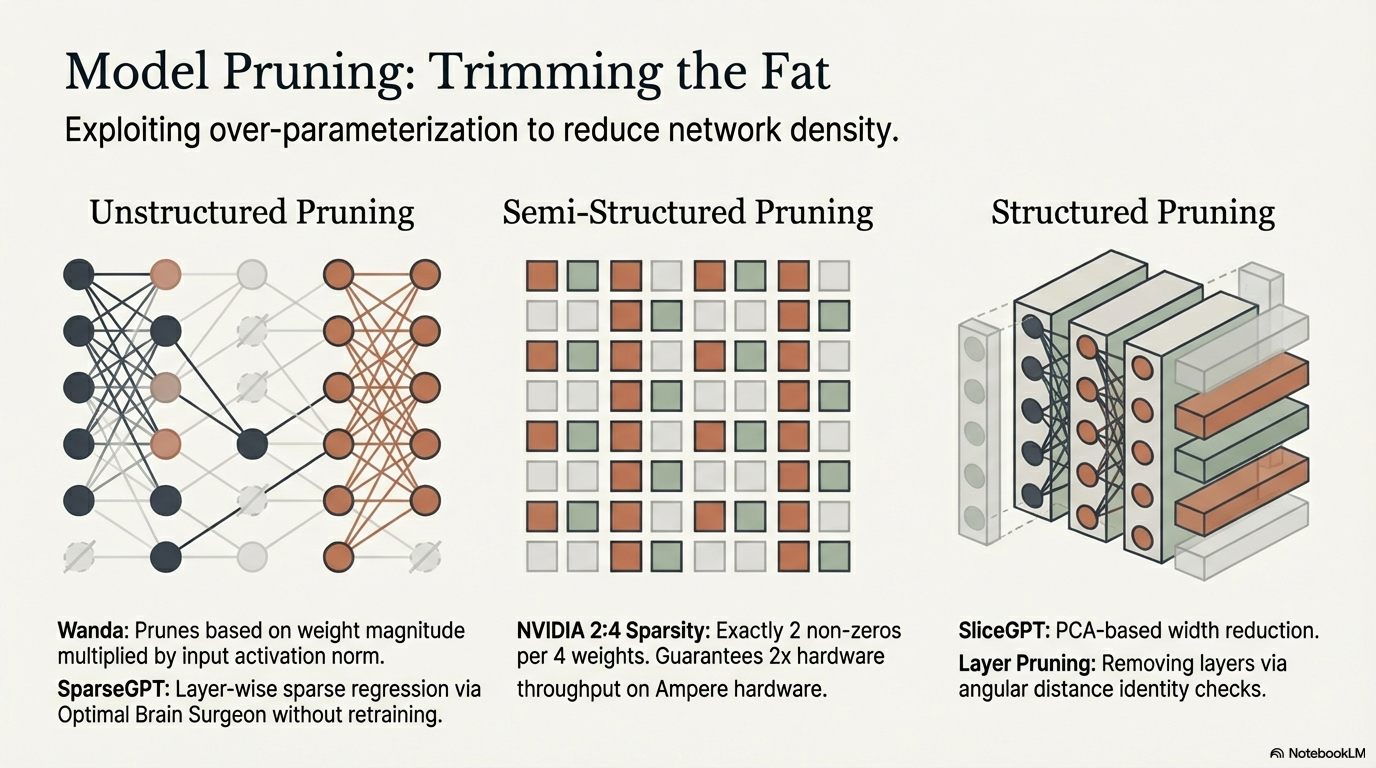 Model Pruning: Trimming the Fat
Exploiting over-parameterization to reduce network density.
Unstructured Pruning
Wanda: Prunes based on weight magnitude
multiplied by input activation norm.
SparseGPT: Layer-wise sparse regression via
Optimal Brain Surgeon without retraining.
Semi-Structured Pruning
NVIDIA 2:4 Sparsity: Exactly 2 non-zeros
per 4 weights. Guarantees 2x hardware
throughput on Ampere hardware.
Structured Pruning
SliceGPT: PCA-based width reduction.
Layer Pruning: Removing layers via
angular distance identity checks.
NotebookLM